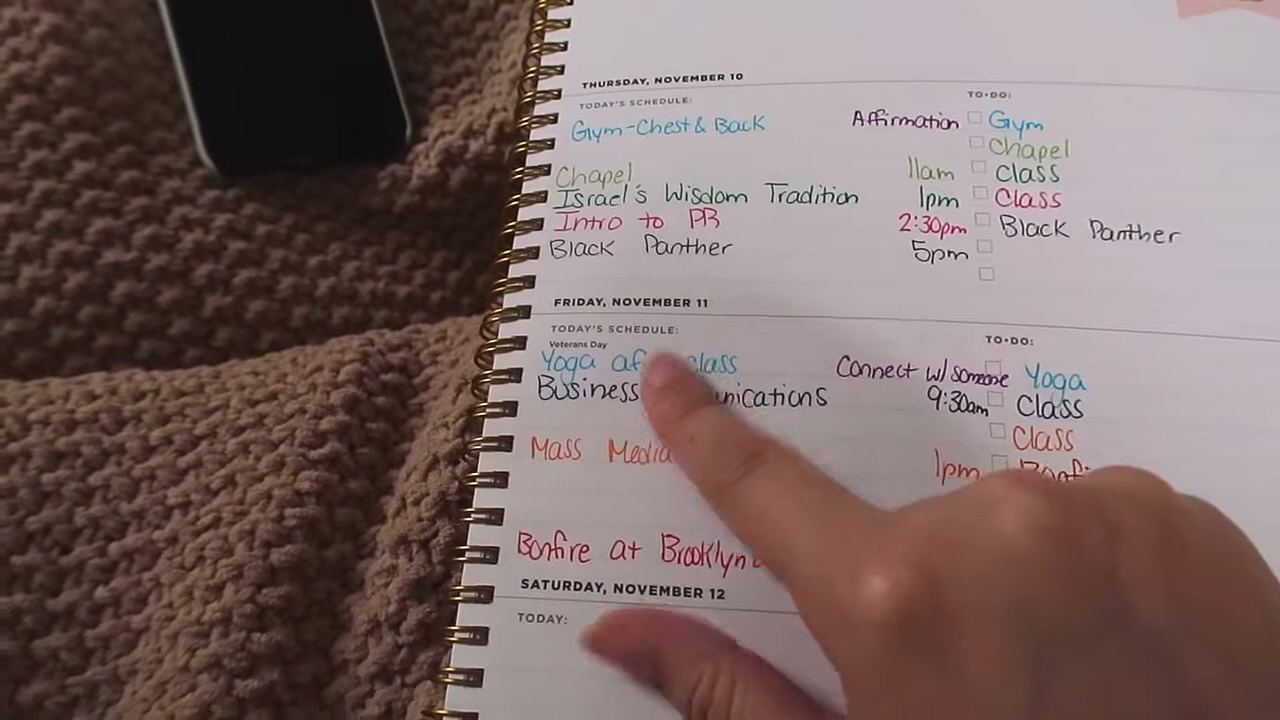 THURSDAY, NOVEMBER 10
TODAY'S SCHEDULE:
TO•DO:
Gym-Chest & Back
Affirmation
Gym
Chapel
Chapel
11am
Class
Israel's Wisdom Tradition
1pm
Class
Intro to PR
2:30pm
Black Panther
Black Panther
5pm
FRIDAY, NOVEMBER 11
TODAY'S SCHEDULE:
TO•DO:
Veterans Day
Yoga class
Connect w/ someone
Yoga
Business
9:30am
Class
Class
Mass Media
1pm
Bonfire at Brooklyn
SATURDAY, NOVEMBER 12
TODAY: